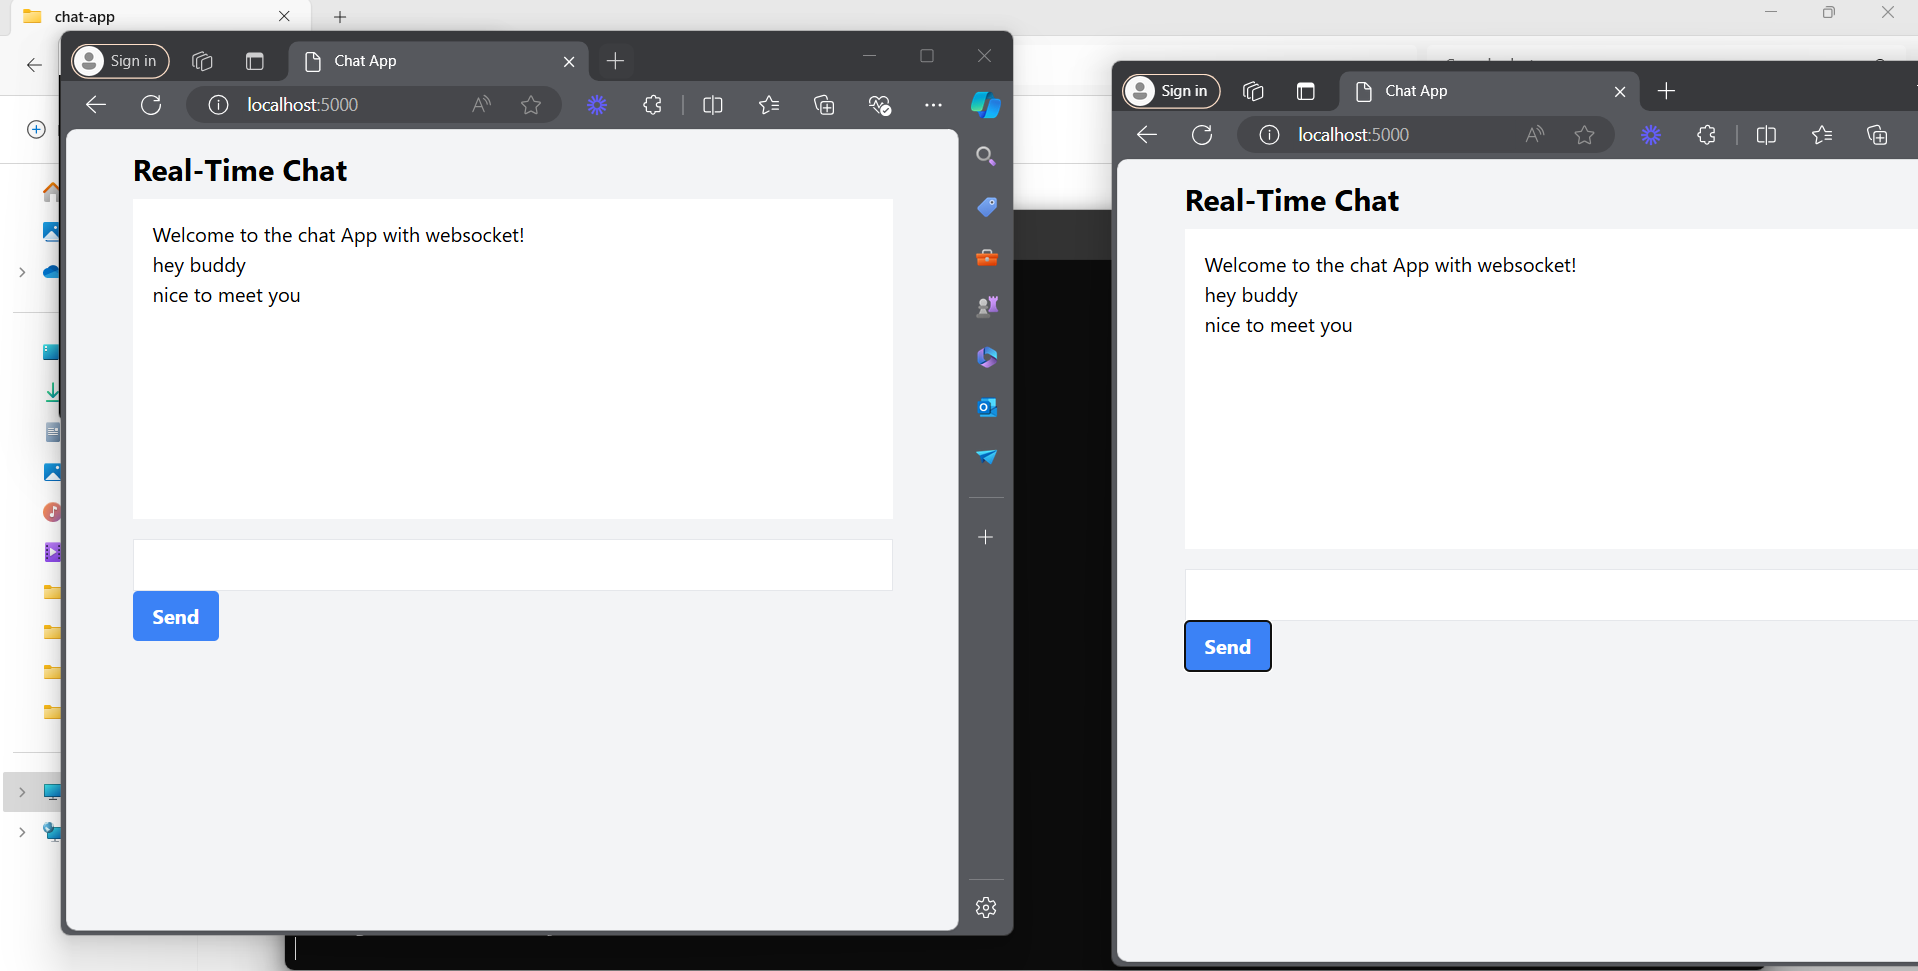 chat-app
Sign in
Chat App
localhost:5000
Real-Time Chat
Welcome to the chat App with websocket!
hey buddy
nice to meet you
Send
Sign in
Chat App
localhost:5000
Real-Time Chat
Welcome to the chat App with websocket!
hey buddy
nice to meet you
Send